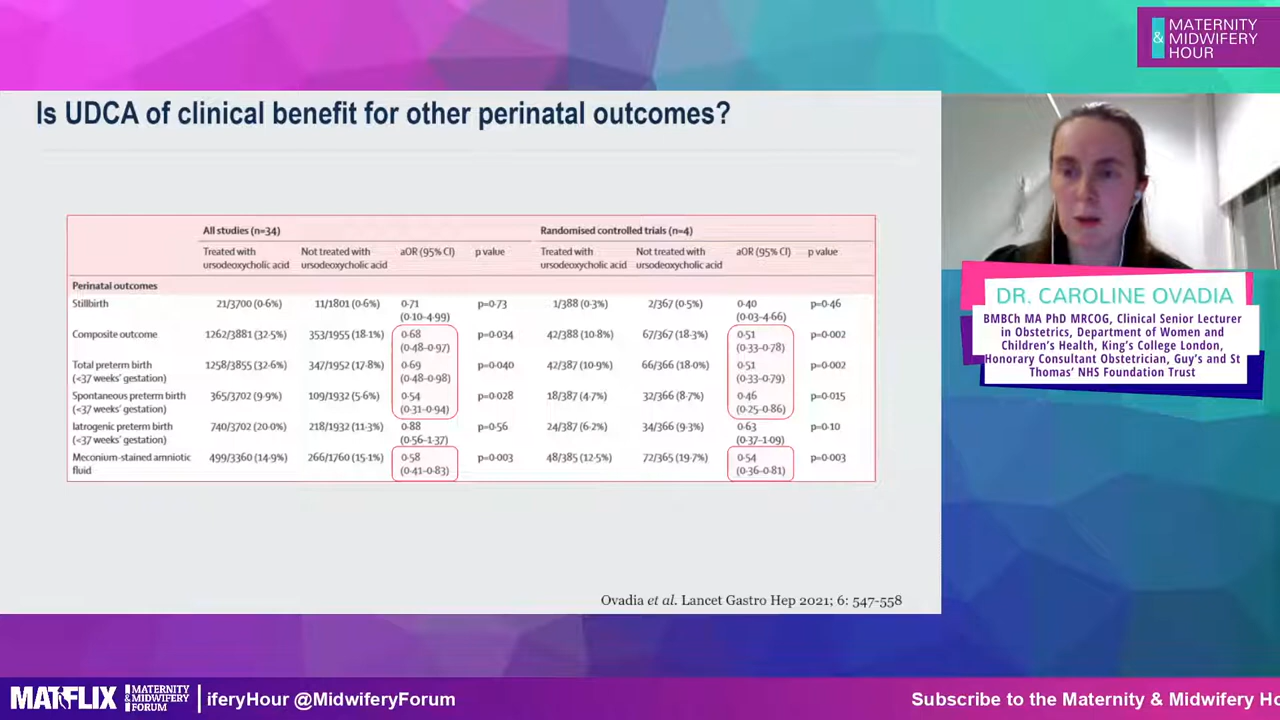 MATERNITY
& MIDWIFERY
HOUR
Is UDCA of clinical benefit for other perinatal outcomes?
All studies (n=34) Randomised controlled trials (n=4)
Treated with Not treated with aOR (95% CI) p value Treated with Not treated with aOR (95% CI) p value
ursodeoxycholic acid ursodeoxycholic acid ursodeoxycholic acid ursodeoxycholic acid
Perinatal outcomes
Stillbirth 21/3700 (0·6%) 11/1801 (0·6%) 0·71 p=0·73 1/388 (0·3%) 2/367 (0·5%) 0·40 p=0·46
(0·10–4·99) (0·03–4·66)
Composite outcome 1262/3881 (32·5%) 353/1955 (18·1%) 0·68 p=0·034 42/388 (10·8%) 67/367 (18·3%) 0·51 p=0·002
(0·48–0·97) (0·33–0·78)
Total preterm birth 1258/3855 (32·6%) 347/1952 (17·8%) 0·69 p=0·040 42/387 (10·9%) 66/366 (18·0%) 0·51 p=0·002
(<37 weeks' gestation) (0·48–0·98) (0·33–0·79)
Spontaneous preterm birth 365/3702 (9·9%) 109/1932 (5·6%) 0·54 p=0·028 18/387 (4·7%) 32/366 (8·7%) 0·46 p=0·015
(<37 weeks' gestation) (0·31–0·94) (0·25–0·86)
Iatrogenic preterm birth 740/3702 (20·0%) 218/1932 (11·3%) 0·88 p=0·56 24/387 (6·2%) 34/366 (9·3%) 0·63 p=0·10
(<37 weeks' gestation) (0·56–1·37) (0·37–1·09)
Meconium-stained amniotic 499/3360 (14·9%) 266/1760 (15·1%) 0·58 p=0·003 48/385 (12·5%) 72/365 (19·7%) 0·54 p=0·003
fluid (0·41–0·83) (0·36–0·81)
Ovadia et al. Lancet Gastro Hep 2021; 6: 547-558
DR. CAROLINE OVADIA
BMBCh MA PhD MRCOG, Clinical Senior Lecturer
in Obstetrics, Department of Women and
Children's Health, King's College London,
Honorary Consultant Obstetrician, Guy's and St
Thomas' NHS Foundation Trust
MATFLIX
MATERNITY
& MIDWIFERY
FORUM
iferyHour @MidwiferyForum
Subscribe to the Maternity & Midwifery Ho